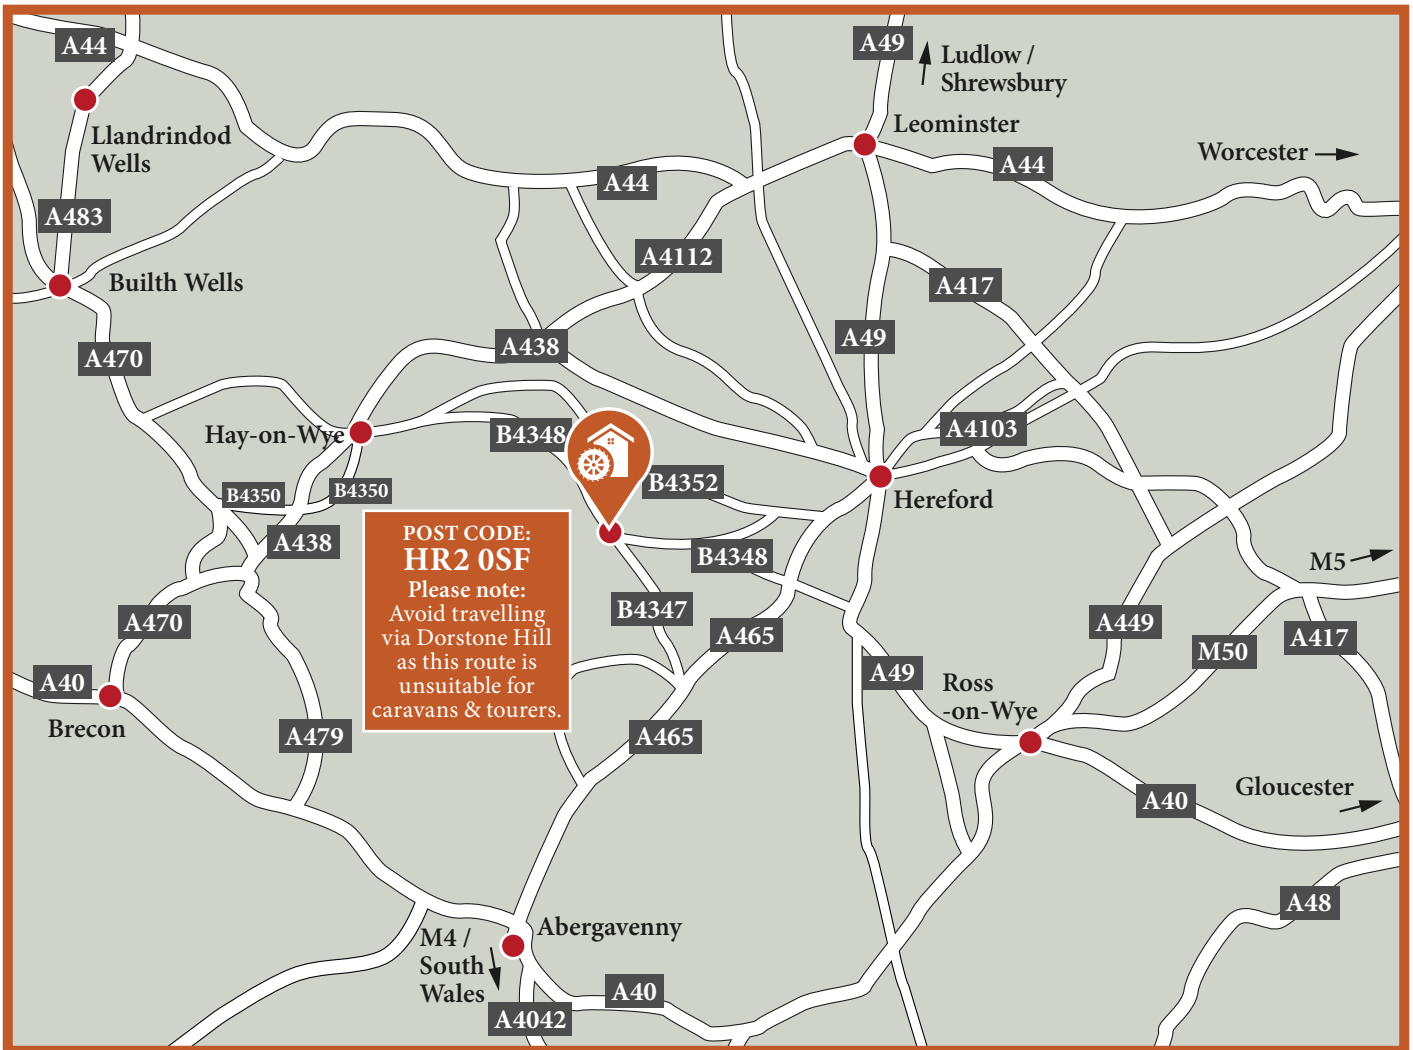 A44
A49
Ludlow /
Shrewsbury
Leominster
Llandrindod
Wells
Worcester
A44
A44
A483
A4112
Builth Wells
A417
A49
A438
A470
Hay-on-Wye
B4348
A4103
B4352
B4350
B4350
Hereford
A438
POST CODE:
HR2 0SF
Please note:
Avoid travelling
via Dorstone Hill
as this route is
unsuitable for
caravans & tourers.
B4348
M5
B4347
A470
A465
A449
M50
A417
A40
A49
Ross
-on-Wye
Brecon
A479
A465
Gloucester
A40
A48
Abergavenny
M4 /
South
Wales
A40
A4042